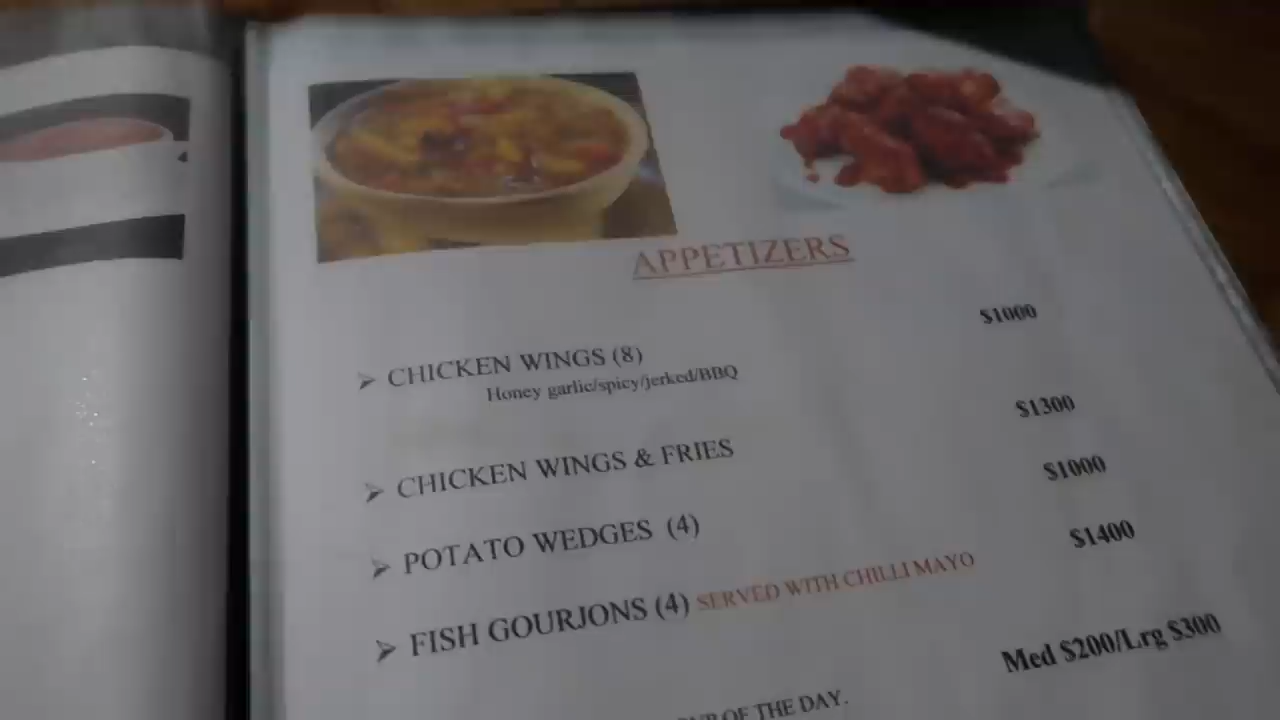 APPETIZERS
CHICKEN WINGS (8) $1000
Honey garlic/spicy/jerked/BBQ
CHICKEN WINGS & FRIES $1300
POTATO WEDGES (4) $1000
FISH GOURJONS (4) SERVED WITH CHILLI MAYO $1400
OF THE DAY. Med $200/Lrg $300